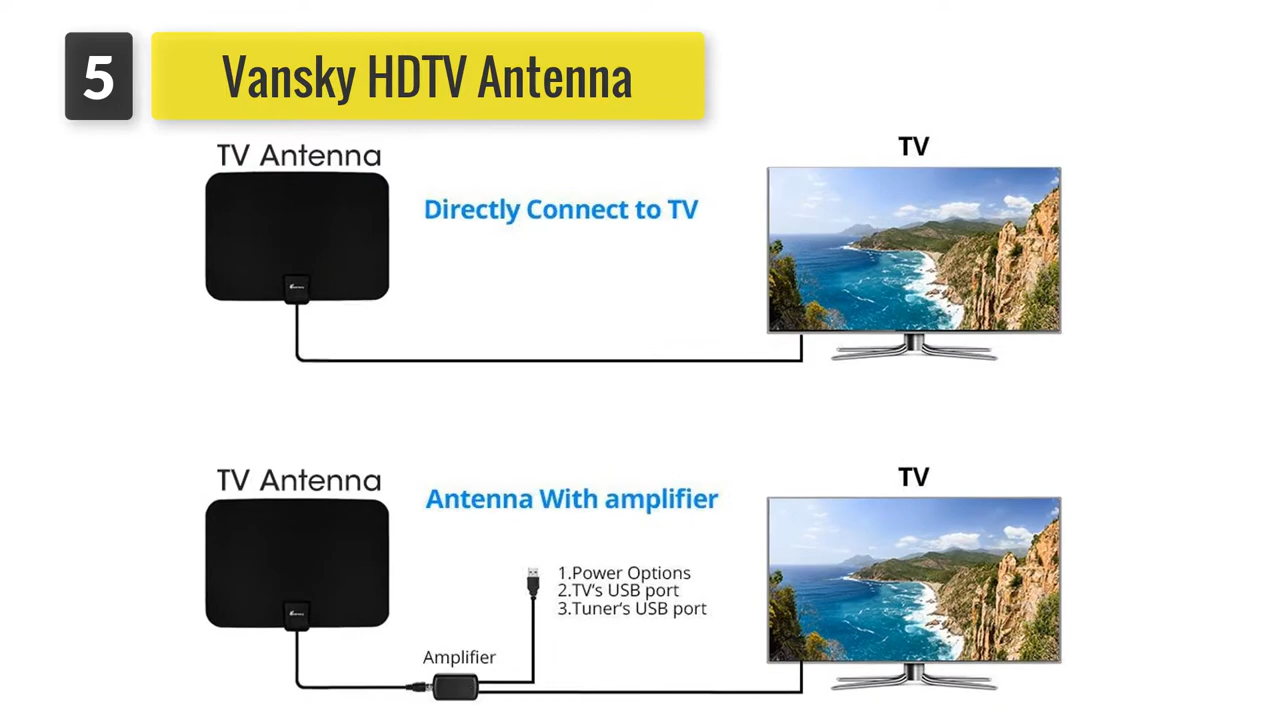 5
Vansky HDTV Antenna
TV Antenna
TV
Directly Connect to TV
TV Antenna
TV
Antenna With amplifier
1.Power Options
2.TV's USB port
3.Tuner's USB port
Amplifier